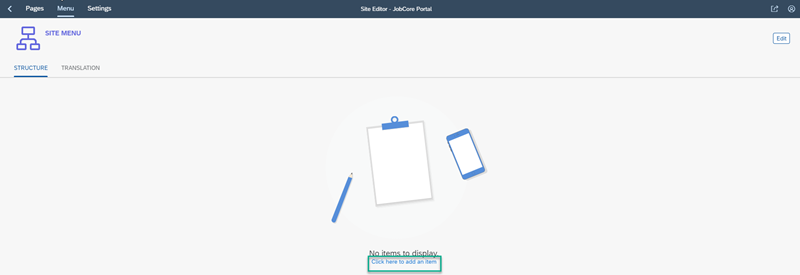 Pages Menu Settings Site Editor - JobCore Portal
SITE MENU
Edit
STRUCTURE TRANSLATION
No items to display.
Click here to add an item